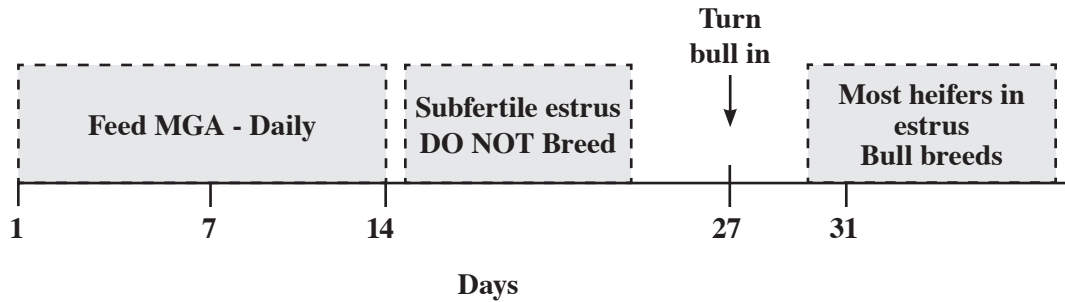 Turn
bull in
Feed MGA - Daily
Subfertile estrus
DO NOT Breed
Most heifers in
estrus
Bull breeds
1
7
14
27
31
Days